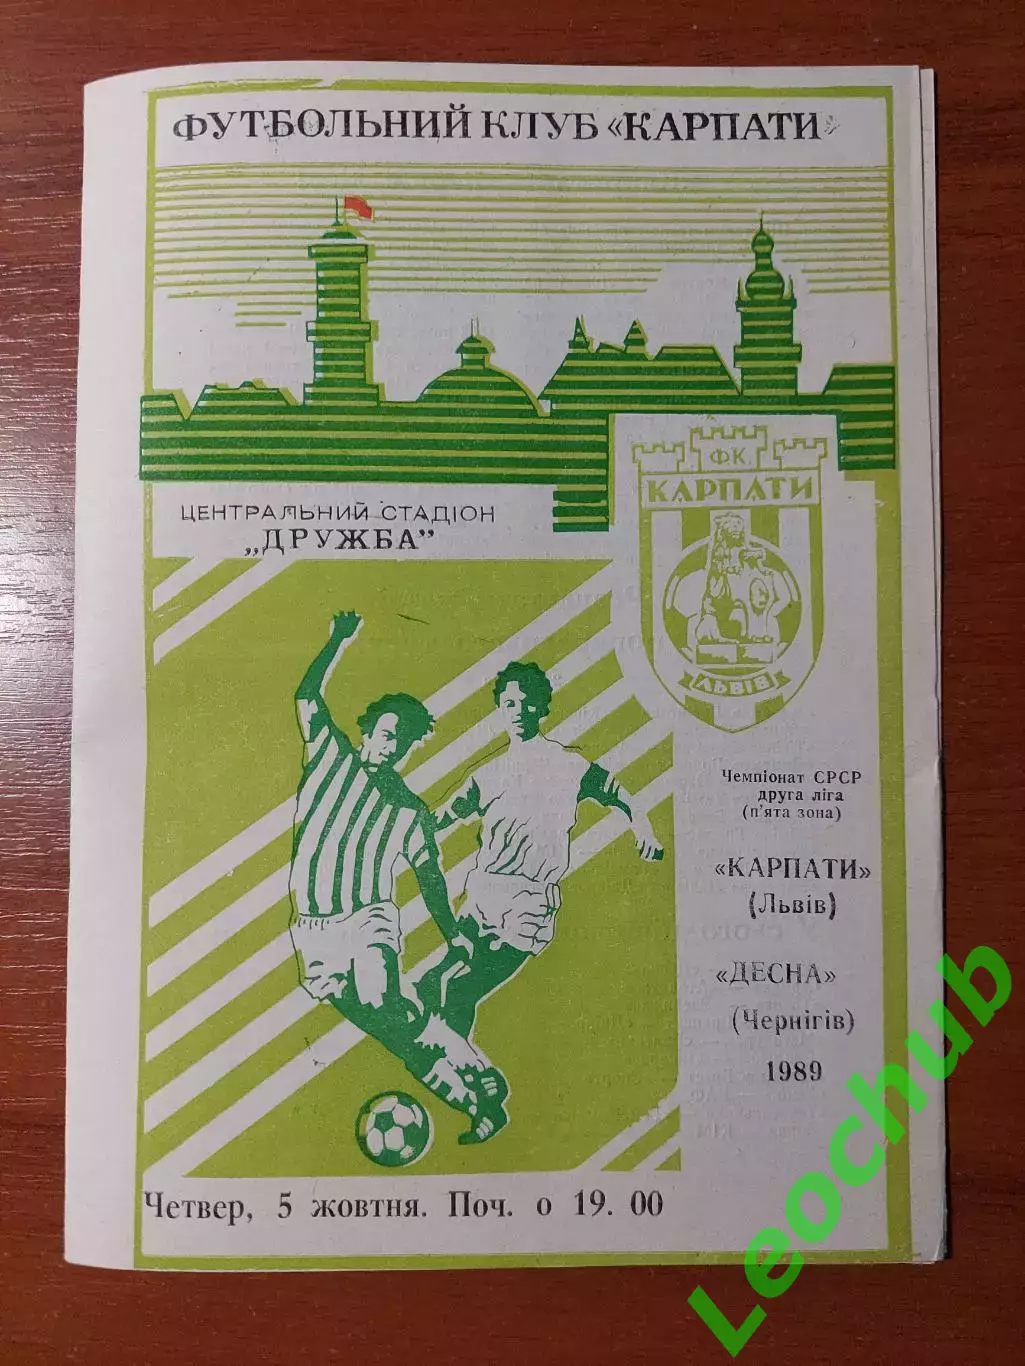 ФУТБОЛЬНИЙ КЛУБ «КАРПАТИ»
ФК
КАРПАТИ
ЛЬВІВ
ЦЕНТРАЛЬНИЙ СТАДІОН
„ДРУЖБА"
Чемпіонат СРСР
друга ліга
(п'ята зона)
«КАРПАТИ»
(Львів)
«ДЕСНА»
(Чернігів)
1989
Четвер, 5 жовтня. Поч. о 19. 00
Leochub